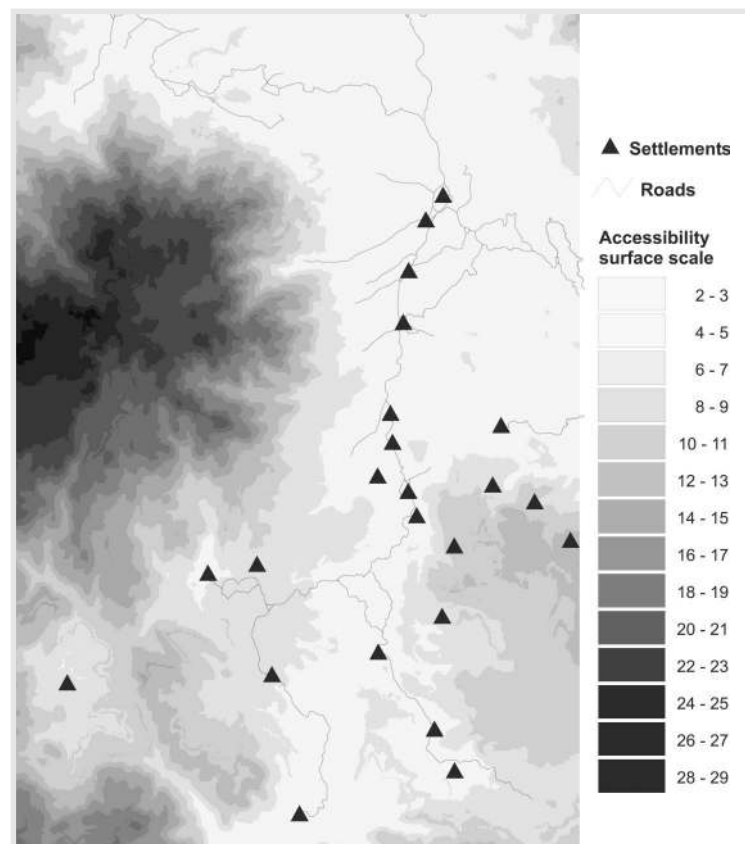 Settlements
Roads
Accessibility
surface scale
2 - 3
4 - 5
6 - 7
8 - 9
10 - 11
12 - 13
14 - 15
16 - 17
18 - 19
20 - 21
22 - 23
24 - 25
26 - 27
28 - 29